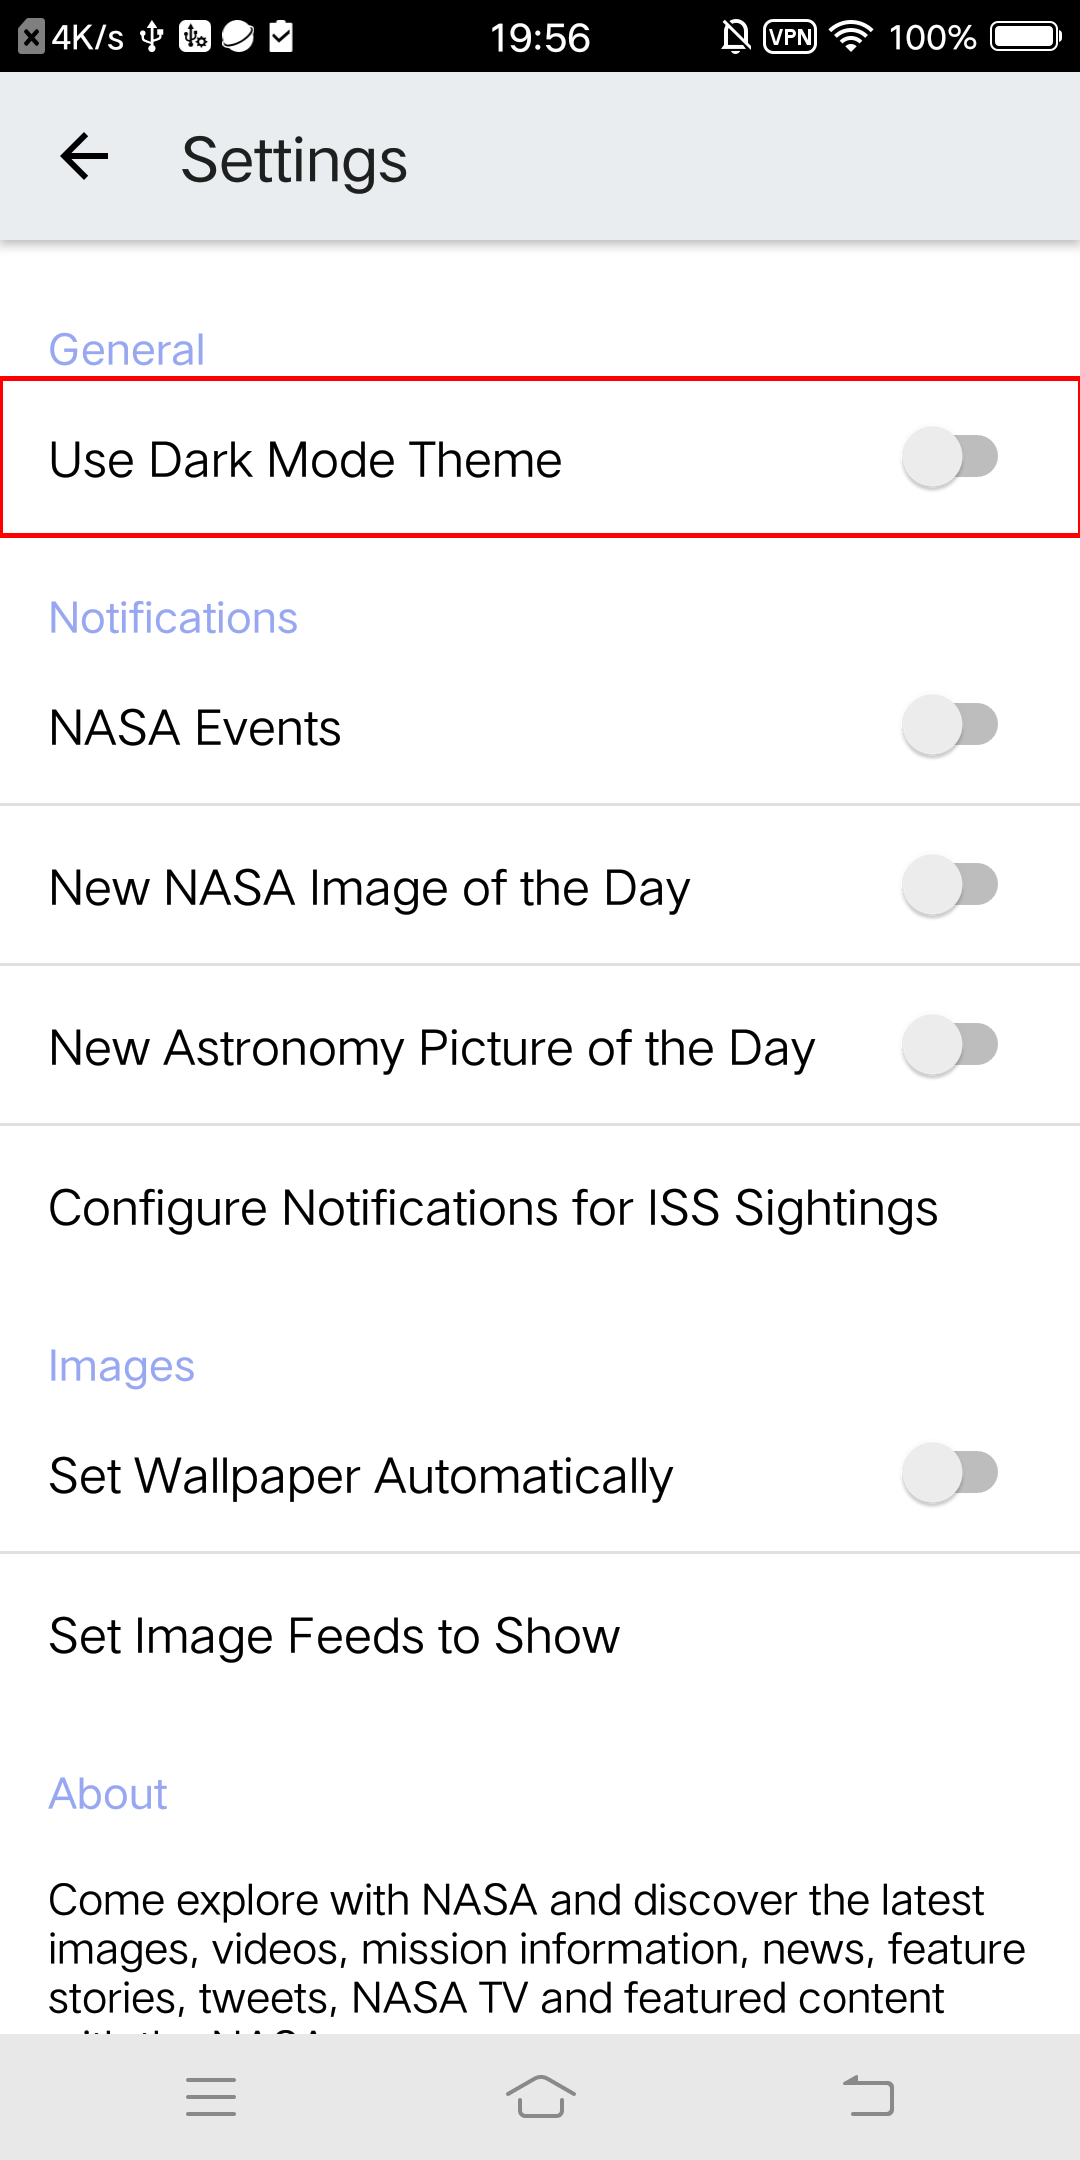 4K/s 19:56 VPN 100%
Settings
General
Use Dark Mode Theme
Notifications
NASA Events
New NASA Image of the Day
New Astronomy Picture of the Day
Configure Notifications for ISS Sightings
Images
Set Wallpaper Automatically
Set Image Feeds to Show
About
Come explore with NASA and discover the latest
images, videos, mission information, news, feature
stories, tweets, NASA TV and featured content
with the NASA